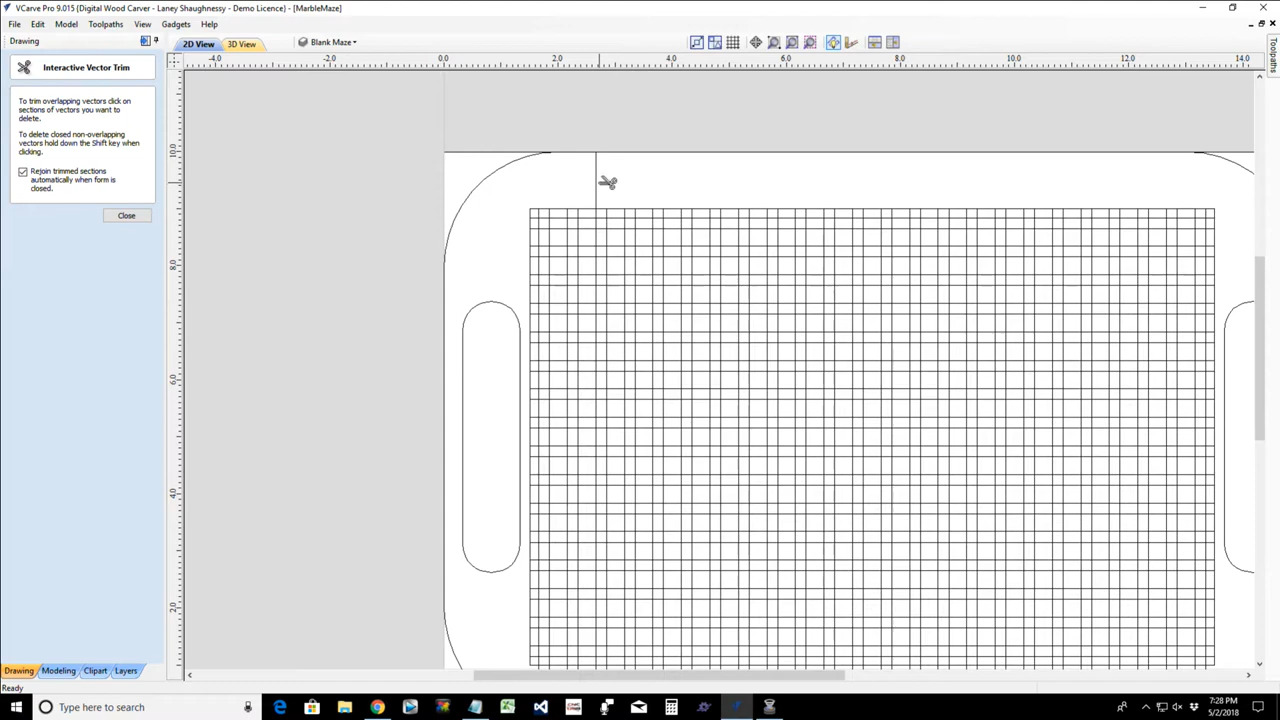 VCarve Pro 9.015 {Digital Wood Carver - Laney Shaughnessy - Demo Licence} - [MarbleMaze]
File Edit Model Toolpaths View Gadgets Help
Drawing
2D View 3D View Blank Maze
-4.0 -2.0 0.0 2.0 4.0 6.0 8.0 10.0 12.0 14.0
Interactive Vector Trim
To trim overlapping vectors click on
sections of vectors you want to
delete.
To delete closed non-overlapping
vectors hold down the Shift key when
clicking.
Rejoin trimmed sections
automatically when form is
closed.
Close
10.0
8.0
6.0
4.0
2.0
Toolpaths
Drawing Modeling Clipart Layers
Ready
Type here to search
7:28 PM
5/2/2018